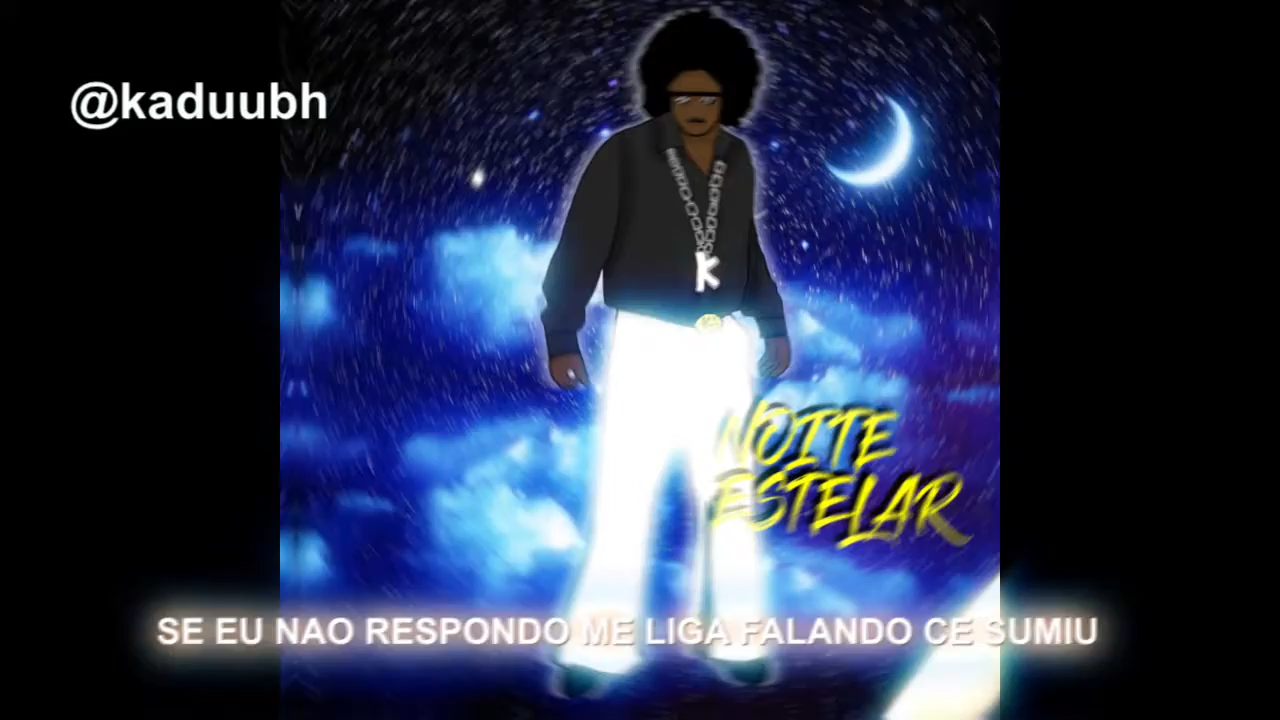 @kaduubh
K
NOITE
ESTELAR
SE EU NAO RESPONDO ME LIGA FALANDO CE SUMIU